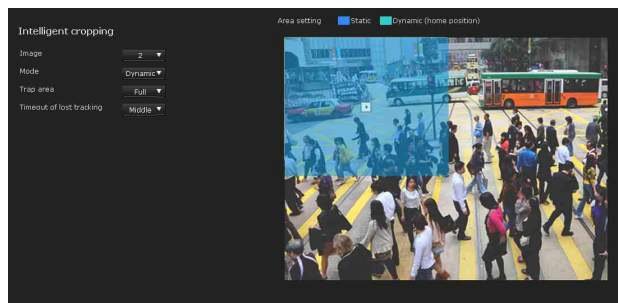 Area setting Static Dynamic (home position)
Intelligent cropping
Image 2
Mode Dynamic
Trap area Full
Timeout of lost tracking Middle